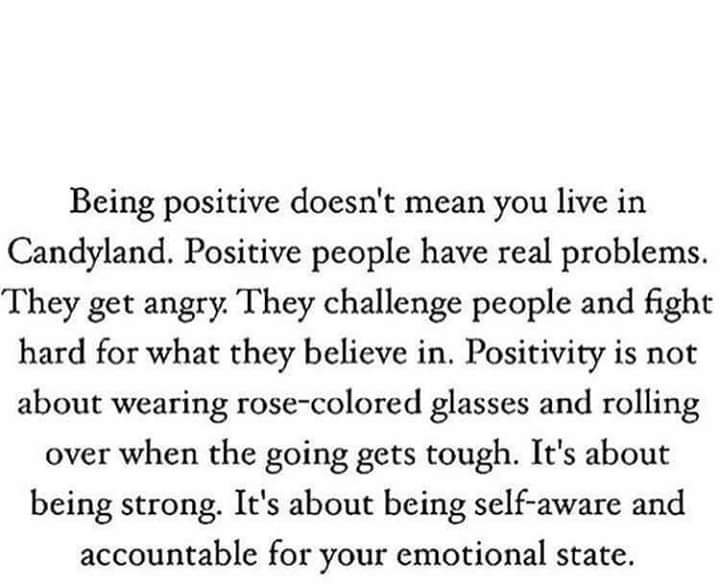 Being positive doesn't mean you live in
Candyland. Positive people have real problems.
They get angry. They challenge people and fight
hard for what they believe in. Positivity is not
about wearing rose-colored glasses and rolling
over when the going gets tough. It's about
being strong. It's about being self-aware and
accountable for your emotional state.